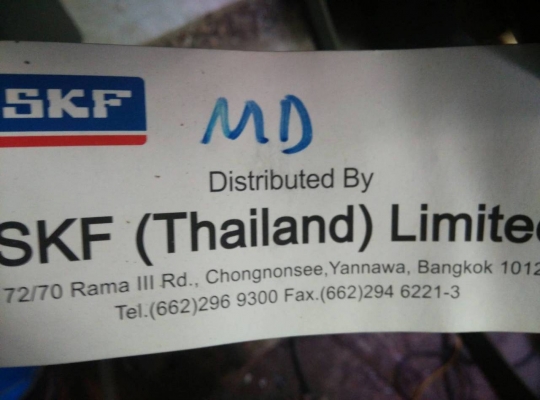 SKF
MD
Distributed By
SKF (Thailand) Limite
72/70 Rama III Rd., Chongnonsee,Yannawa, Bangkok 1012
Tel.(662)296 9300 Fax.(662)294 6221-3